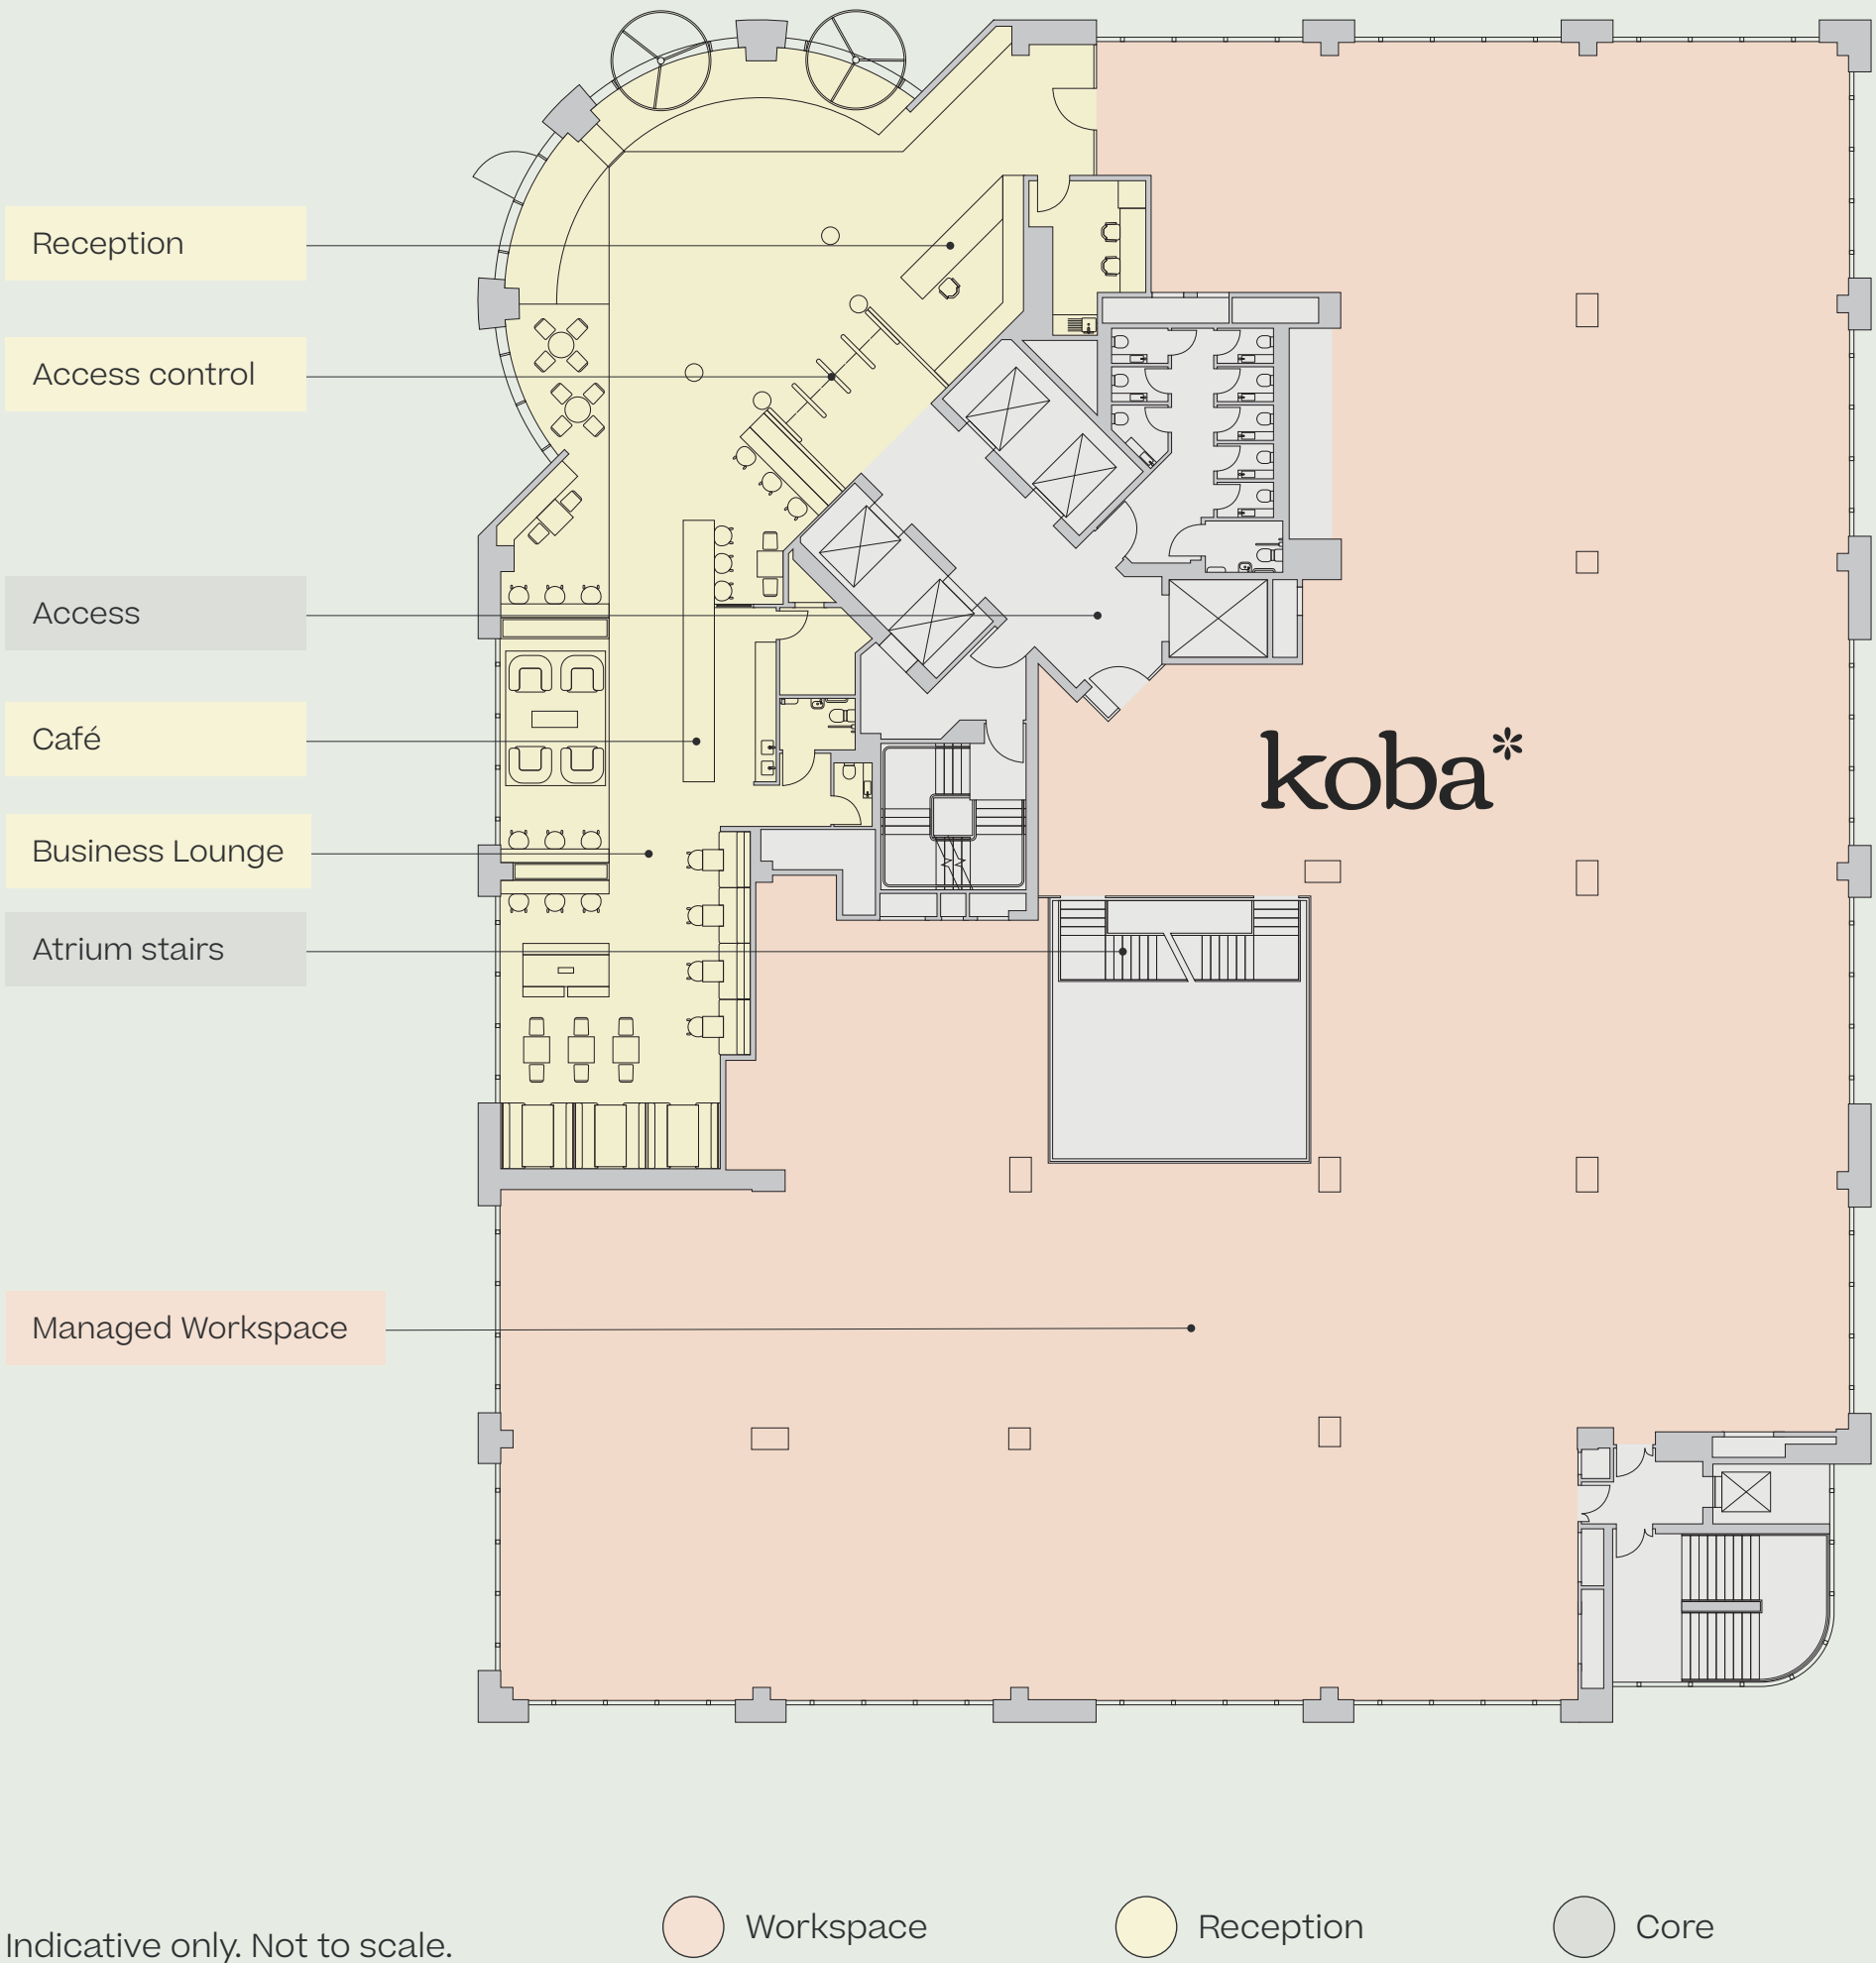 Reception
Access control
Access
Café
koba*
Business Lounge
Atrium stairs
Managed Workspace
Indicative only. Not to scale.
Workspace
Reception
Core